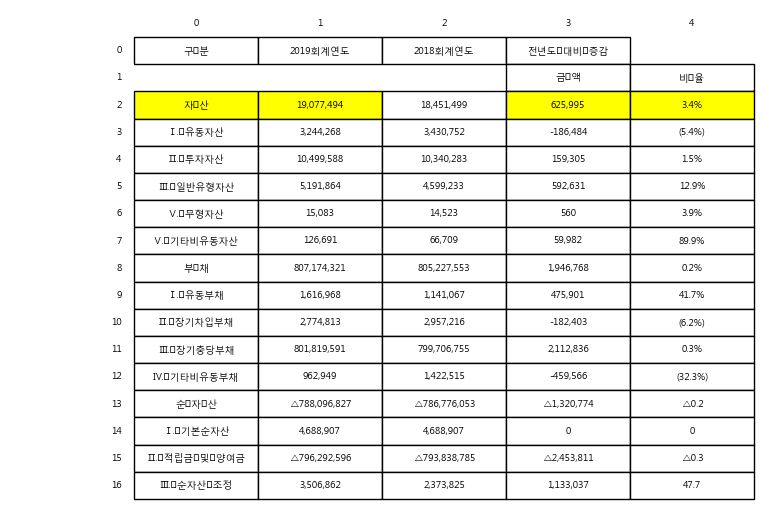 0 1 2 3 4
0 구□분 2019회계연도 2018회계연도 전년도□대비□증감
1 금□액 비□율
2 자□산 19,077,494 18,451,499 625,995 3.4%
3 Ⅰ.□유동자산 3,244,268 3,430,752 -186,484 (5.4%)
4 Ⅱ.□투자자산 10,499,588 10,340,283 159,305 1.5%
5 Ⅲ.□일반유형자산 5,191,864 4,599,233 592,631 12.9%
6 Ⅴ.□무형자산 15,083 14,523 560 3.9%
7 Ⅴ.□기타비유동자산 126,691 66,709 59,982 89.9%
8 부□채 807,174,321 805,227,553 1,946,768 0.2%
9 Ⅰ.□유동부채 1,616,968 1,141,067 475,901 41.7%
10 Ⅱ.□장기차입부채 2,774,813 2,957,216 -182,403 (6.2%)
11 Ⅲ.□장기충당부채 801,819,591 799,706,755 2,112,836 0.3%
12 Ⅳ.□기타비유동부채 962,949 1,422,515 -459,566 (32.3%)
13 순□자□산 △788,096,827 △786,776,053 △1,320,774 △0.2
14 Ⅰ.□기본순자산 4,688,907 4,688,907 0 0
15 Ⅱ.□적립금□및□양여금 △796,292,596 △793,838,785 △2,453,811 △0.3
16 Ⅲ.□순자산□조정 3,506,862 2,373,825 1,133,037 47.7